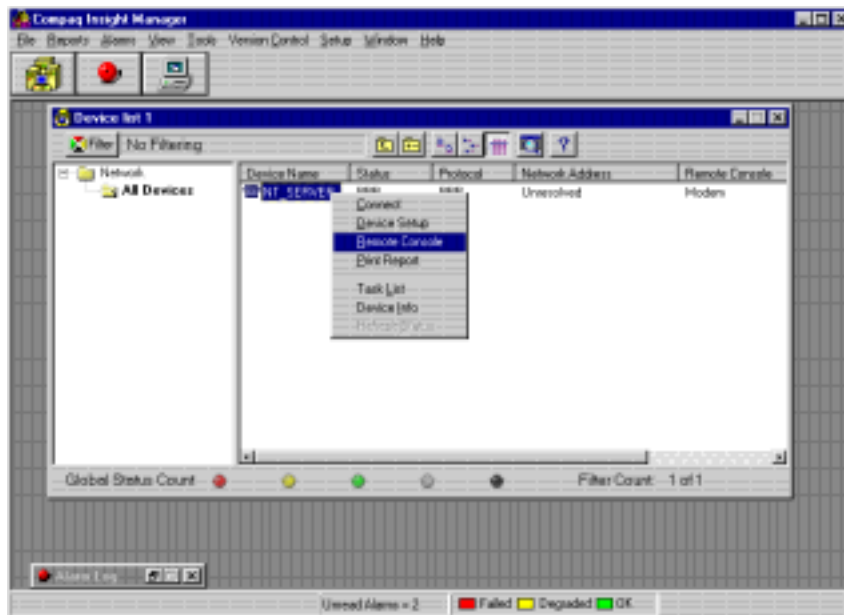 Compaq Insight Manager
File Reports Alarms View Tools Version Control Setup Window Help
Device list 1
Filter No Filtering
Network
All Devices
Device Name Status Protocol Network Address Remote Console
NT_SERVER Unresolved Modem
Connect
Device Setup
Remote Console
Print Report
Task List
Device Info
Refresh Status
Global Status Count Filter Count: 1 of 1
Alarm Log
Unread Alarms = 2 Failed Degraded OK